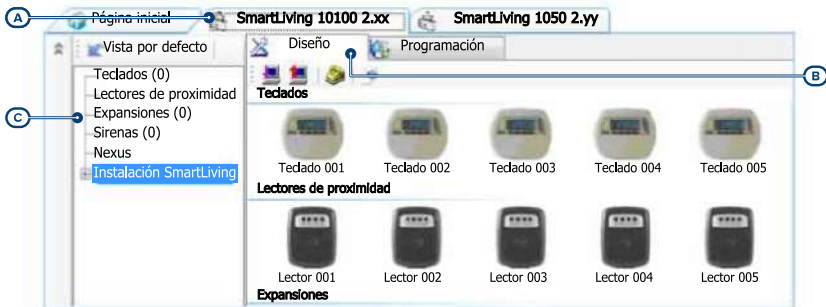 A
Página inicial
SmartLiving 10100 2.xx
SmartLiving 1050 2.yy
Vista por defecto
Diseño
Programación
B
Teclados (0)
Lectores de proximidad
Expansiones (0)
Sirenas (0)
Nexus
Instalación SmartLiving
C
Teclados
Teclado 001
Teclado 002
Teclado 003
Teclado 004
Teclado 005
Lectores de proximidad
Lector 001
Lector 002
Lector 003
Lector 004
Lector 005
Expansiones